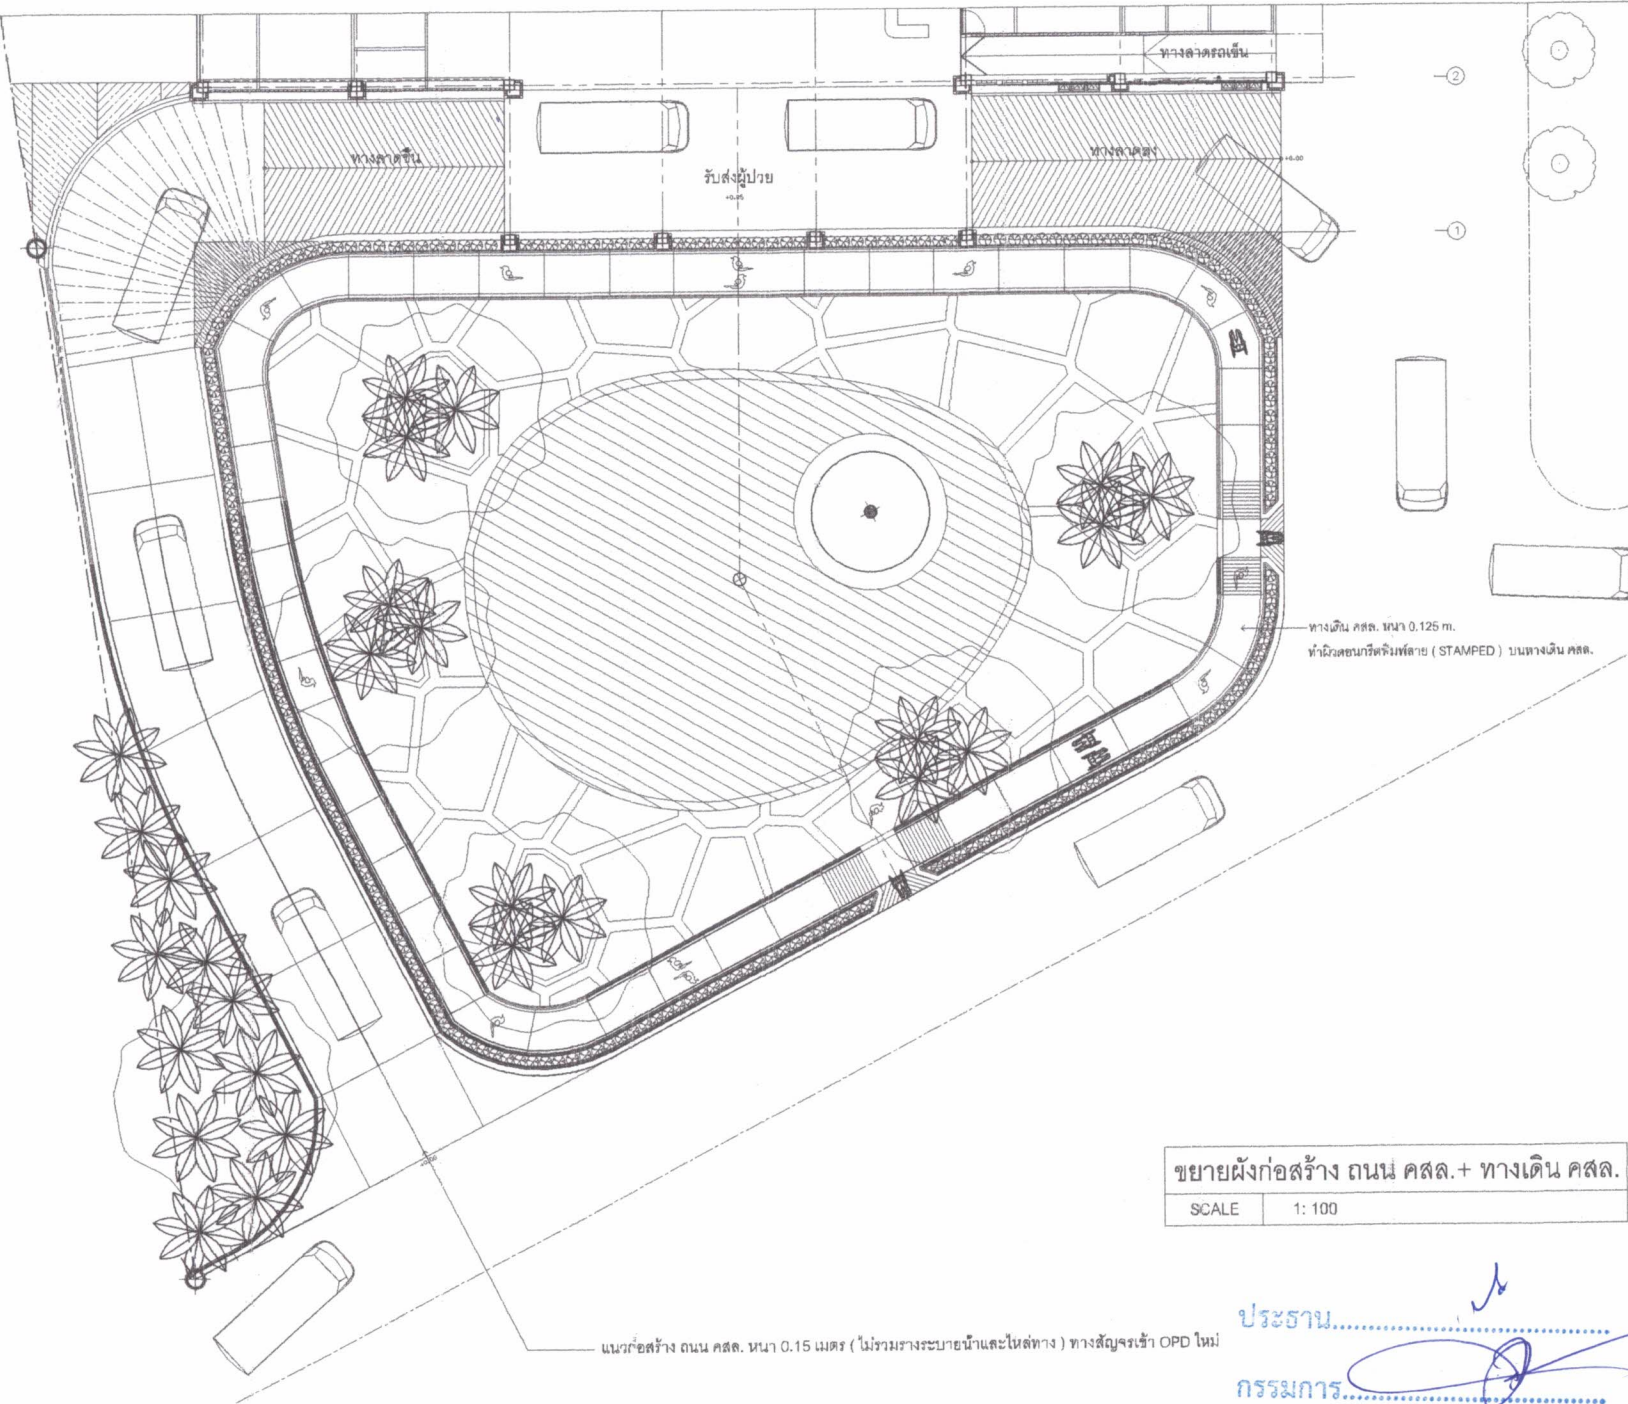 ทางลาดรถเข็น
2
ทางลาดขึ้น
ทางลาดลง
+0.00
รับส่งผู้ป่วย
1
ทางเดิน คสล. หนา 0.125 m.
ทำผิวคอนกรีตพิมพ์ลาย ( STAMPED ) บนทางเดิน คสล.
ขยายผังก่อสร้าง ถนน คสล.+ ทางเดิน คสล.
SCALE 1: 100
แนวก่อสร้าง ถนน คสล. หนา 0.15 เมตร ( ไม่รวมรางระบายน้ำและไหล่ทาง ) ทางสัญจรเข้า OPD ใหม่
ประธาน
กรรมการ